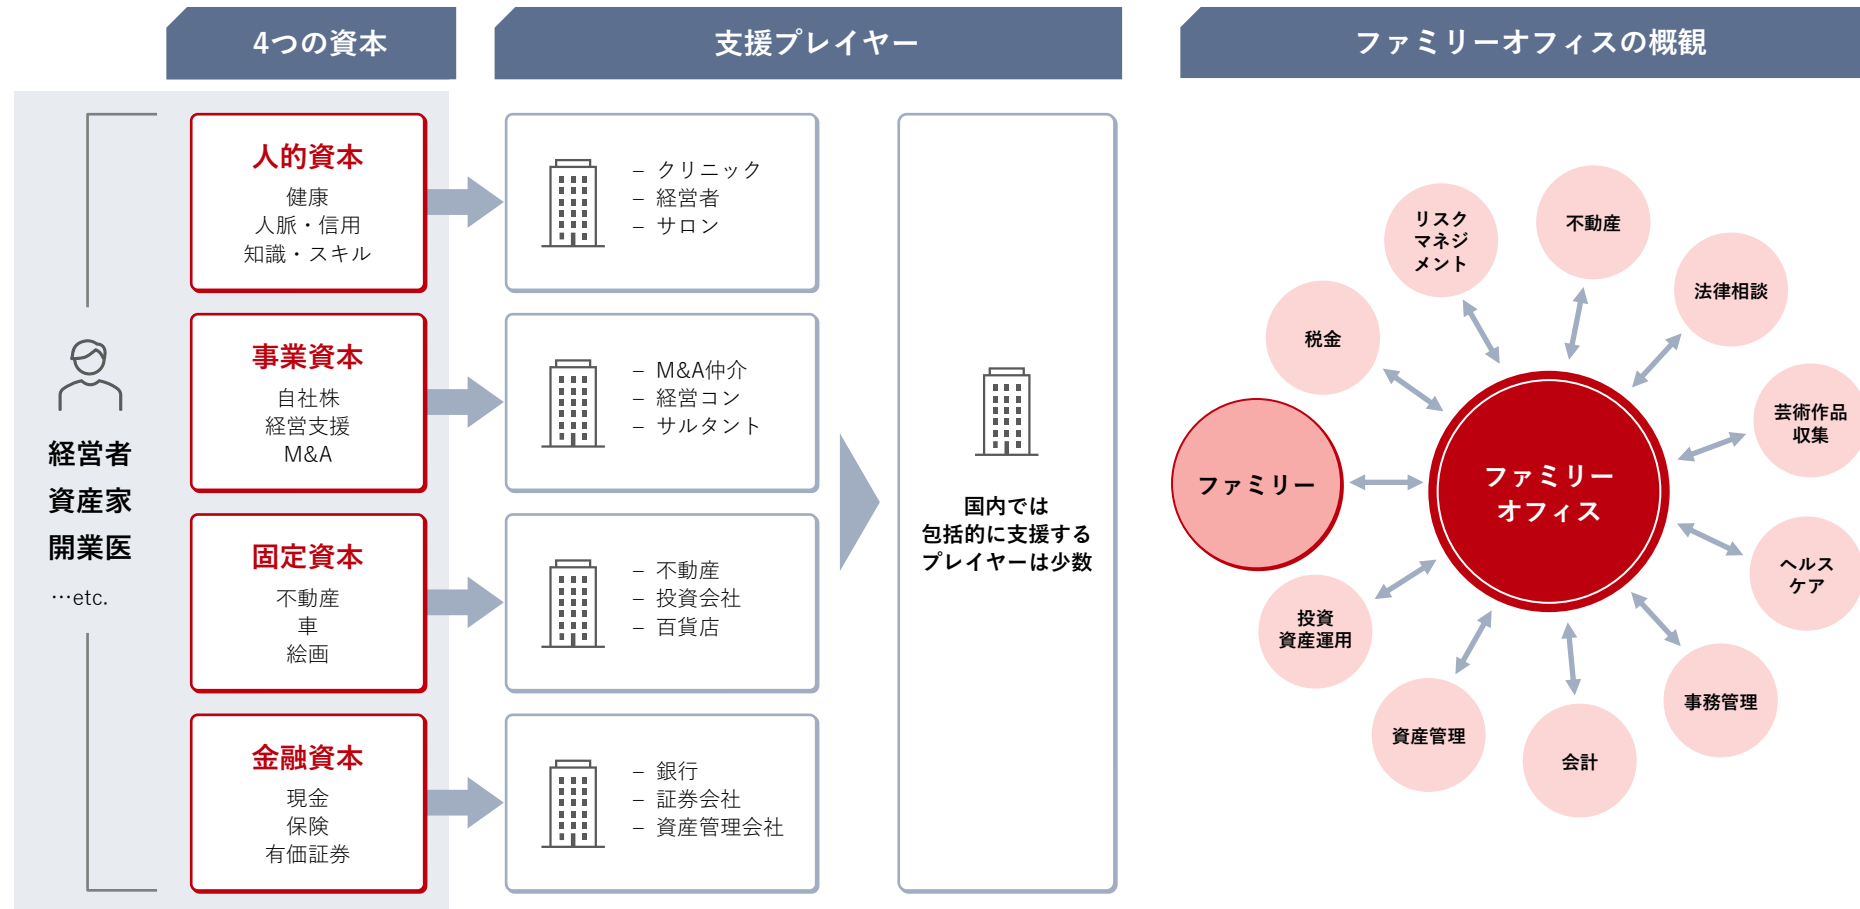 4つの資本
支援プレイヤー
ファミリーオフィスの概観
経営者
資産家
開業医
…etc.
人的資本
健康
人脈・信用
知識・スキル
– クリニック
– 経営者
– サロン
事業資本
自社株
経営支援
M&A
– M&A仲介
– 経営コン
– サルタント
固定資本
不動産
車
絵画
– 不動産
– 投資会社
– 百貨店
金融資本
現金
保険
有価証券
– 銀行
– 証券会社
– 資産管理会社
国内では
包括的に支援する
プレイヤーは少数
ファミリー
オフィス
ファミリー
税金
リスク
マネジ
メント
不動産
法律相談
芸術作品
収集
ヘルス
ケア
事務管理
会計
資産管理
投資
資産運用